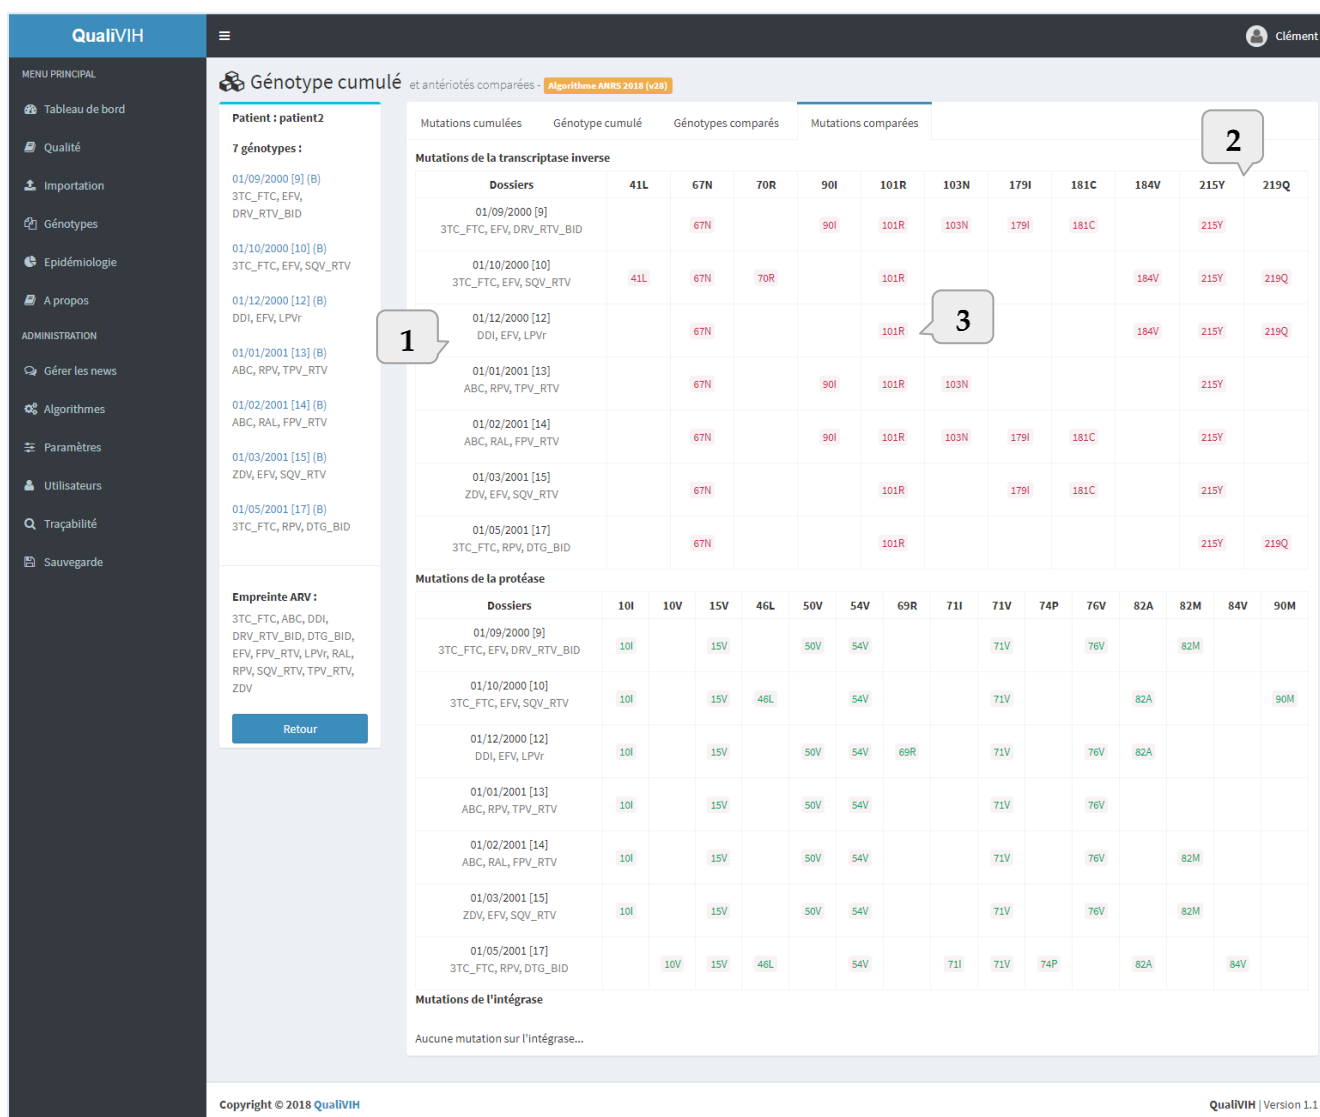 QualiVIH
Clément
MENU PRINCIPAL
Tableau de bord
Qualité
Importation
Génotypes
Epidémiologie
A propos
ADMINISTRATION
Gérer les news
Algorithmes
Paramètres
Utilisateurs
Traçabilité
Sauvegarde
Génotype cumulé et antériotés comparées - Algorithme ANRS 2018 (v28)
Patient : patient2
7 génotypes :
01/09/2000 [9] (B)
3TC_FTC, EFV,
DRV_RTV_BID
01/10/2000 [10] (B)
3TC_FTC, EFV, SQV_RTV
01/12/2000 [12] (B)
DDI, EFV, LPVr
01/01/2001 [13] (B)
ABC, RPV, TPV_RTV
01/02/2001 [14] (B)
ABC, RAL, FPV_RTV
01/03/2001 [15] (B)
ZDV, EFV, SQV_RTV
01/05/2001 [17] (B)
3TC_FTC, RPV, DTG_BID
Empreinte ARV :
3TC_FTC, ABC, DDI,
DRV_RTV_BID, DTG_BID,
EFV, FPV_RTV, LPVr, RAL,
RPV, SQV_RTV, TPV_RTV,
ZDV
Retour
Mutations cumulées Génotype cumulé Génotypes comparés Mutations comparées
2
Mutations de la transcriptase inverse
Dossiers 41L 67N 70R 90I 101R 103N 179I 181C 184V 215Y 219Q
01/09/2000 [9]
3TC_FTC, EFV, DRV_RTV_BID
67N 90I 101R 103N 179I 181C 215Y
01/10/2000 [10]
3TC_FTC, EFV, SQV_RTV
41L 67N 70R 101R 184V 215Y 219Q
01/12/2000 [12]
DDI, EFV, LPVr
67N 101R 184V 215Y 219Q
1
3
01/01/2001 [13]
ABC, RPV, TPV_RTV
67N 90I 101R 103N 215Y
01/02/2001 [14]
ABC, RAL, FPV_RTV
67N 90I 101R 103N 179I 181C 215Y
01/03/2001 [15]
ZDV, EFV, SQV_RTV
67N 101R 179I 181C 215Y
01/05/2001 [17]
3TC_FTC, RPV, DTG_BID
67N 101R 215Y 219Q
Mutations de la protéase
Dossiers 10I 10V 15V 46L 50V 54V 69R 71I 71V 74P 76V 82A 82M 84V 90M
01/09/2000 [9]
3TC_FTC, EFV, DRV_RTV_BID
10I 15V 50V 54V 71V 76V 82M
01/10/2000 [10]
3TC_FTC, EFV, SQV_RTV
10I 15V 46L 54V 71V 82A 90M
01/12/2000 [12]
DDI, EFV, LPVr
10I 15V 50V 54V 69R 71V 76V 82A
01/01/2001 [13]
ABC, RPV, TPV_RTV
10I 15V 50V 54V 71V 76V
01/02/2001 [14]
ABC, RAL, FPV_RTV
10I 15V 50V 54V 71V 76V 82M
01/03/2001 [15]
ZDV, EFV, SQV_RTV
10I 15V 50V 54V 71V 76V 82M
01/05/2001 [17]
3TC_FTC, RPV, DTG_BID
10V 15V 46L 54V 71I 71V 74P 82A 84V
Mutations de l'intégrase
Aucune mutation sur l'intégrase...
Copyright © 2018 QualiVIH
QualiVIH | Version 1.1